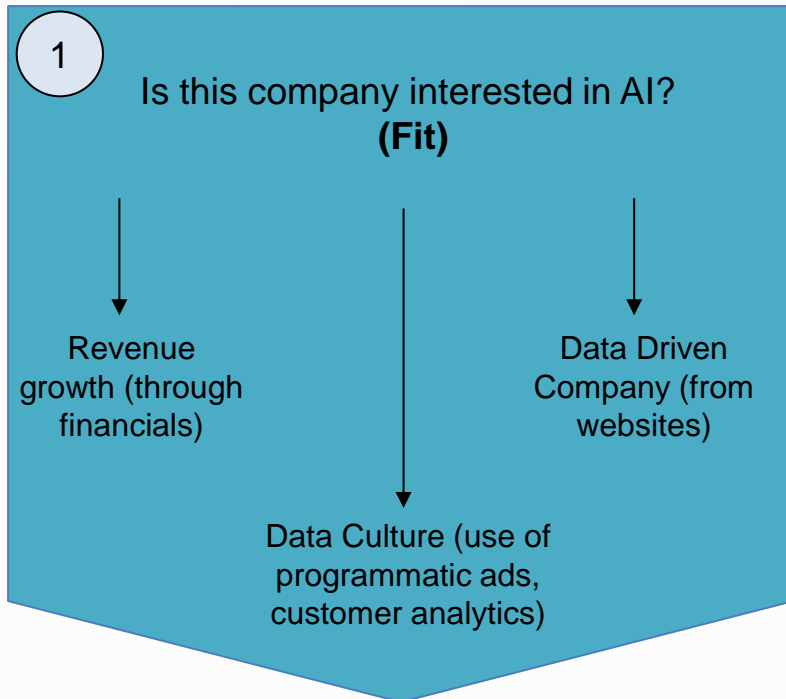 1
Is this company interested in AI?
(Fit)
Revenue
growth (through
financials)
Data Driven
Company (from
websites)
Data Culture (use of
programmatic ads,
customer analytics)